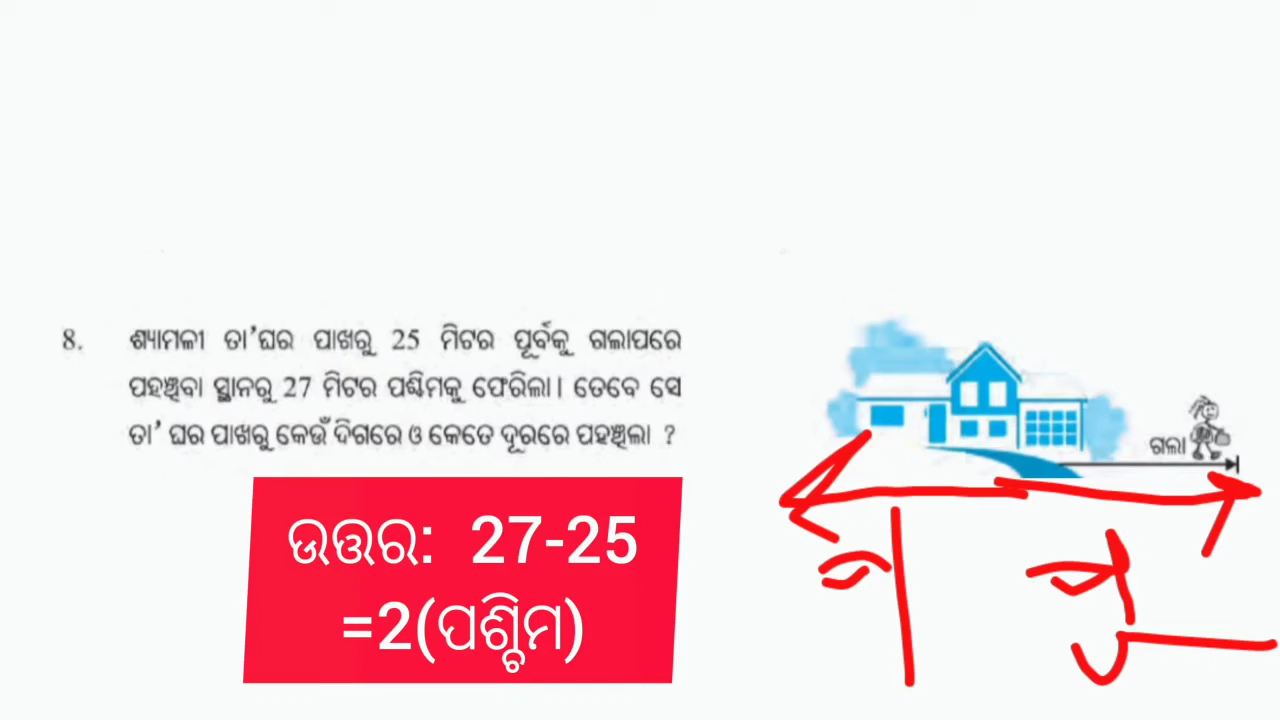 8. ଶ୍ୟାମଳୀ ତା’ଘର ପାଖରୁ 25 ମିଟର ପୂର୍ବକୁ ଗଲାପରେ
ପହଞ୍ଚିବା ସ୍ଥାନରୁ 27 ମିଟର ପଶ୍ଚିମକୁ ଫେରିଲା। ତେବେ ସେ
ତା’ ଘର ପାଖରୁ କେଉଁ ଦିଗରେ ଓ କେତେ ଦୂରରେ ପହଞ୍ଚିଲା ?
ଗଲା
ଉତ୍ତର: 27-25
=2(ପଶ୍ଚିମ)